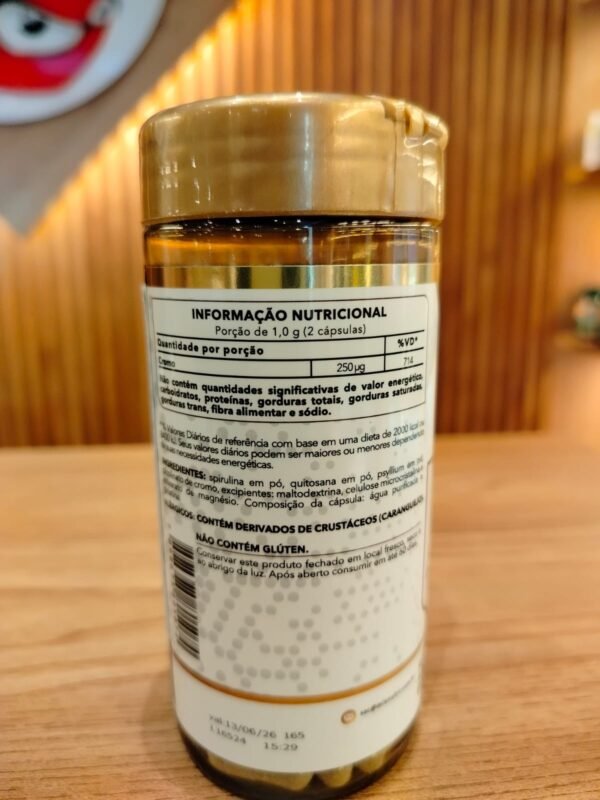 INFORMAÇÃO NUTRICIONAL
Porção de 1,0 g (2 cápsulas)
Quantidade por porção %VD*
Cromo 250µg 714
Não contém quantidades significativas de valor energético,
carboidratos, proteínas, gorduras totais, gorduras saturadas,
gorduras trans, fibra alimentar e sódio.
Valores Diários de referência com base em uma dieta de 2000 kcal ou
kJ. Seus valores diários podem ser maiores ou menores dependendo
suas necessidades energéticas.
INGREDIENTES: spirulina em pó, quitosana em pó, psyllium em pó,
de cromo, excipientes: maltodextrina, celulose microcristalina e
de magnésio. Composição da cápsula: água purificada e
CONTÉM DERIVADOS DE CRUSTÁCEOS
NÃO CONTÉM GLÚTEN.
Conservar este produto fechado em local fresco, seco e
ao abrigo da luz. Após aberto consumir em até 60 dias.
val:13/06/26 165
116524 15:29